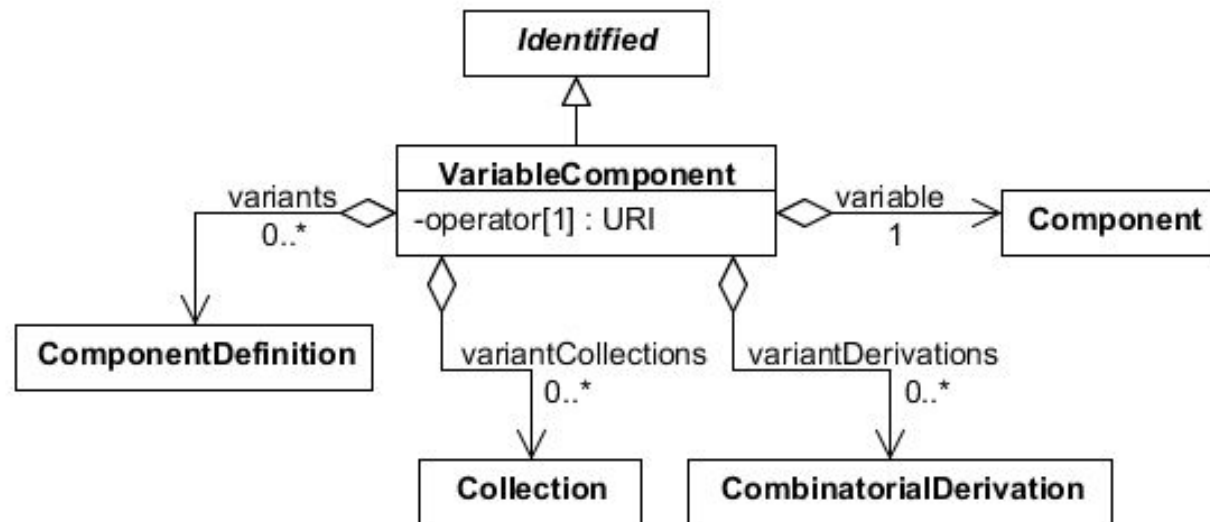 Identified
VariableComponent
-operator[1] : URI
variants
0..*
variable
1
Component
ComponentDefinition
variantCollections
0..*
variantDerivations
0..*
Collection
CombinatorialDerivation